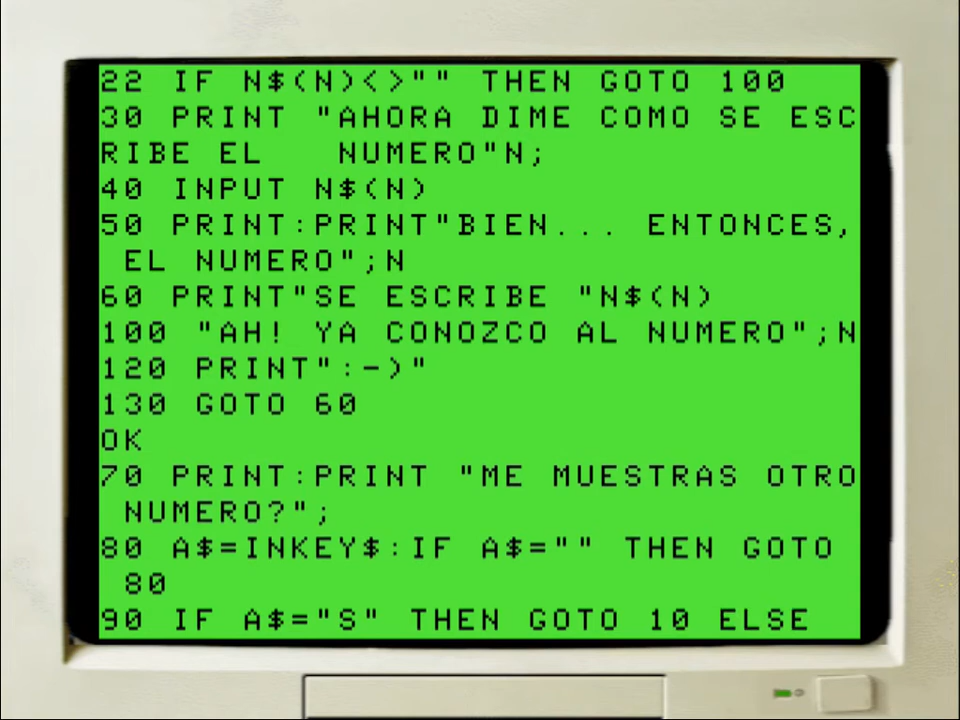 22 IF N$(N)<>"" THEN GOTO 100
30 PRINT "AHORA DIME COMO SE ESC
RIBE EL    NUMERO"N;
40 INPUT N$(N)
50 PRINT:PRINT"BIEN... ENTONCES,
 EL NUMERO";N
60 PRINT"SE ESCRIBE "N$(N)
100 "AH! YA CONOZCO AL NUMERO";N
120 PRINT":-)"
130 GOTO 60
OK
70 PRINT:PRINT "ME MUESTRAS OTRO
 NUMERO?";
80 A$=INKEY$:IF A$="" THEN GOTO
 80
90 IF A$="S" THEN GOTO 10 ELSE